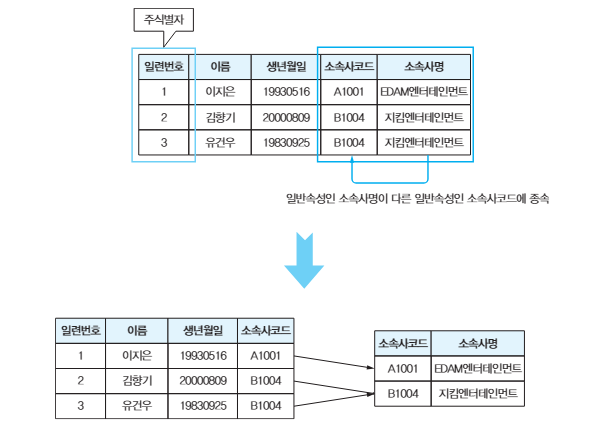 주식별자
일련번호 이름 생년월일 소속사코드 소속사명
1 이지은 19930516 A1001 EDAM엔터테인먼트
2 김향기 20000809 B1004 지킴엔터테인먼트
3 유건우 19830925 B1004 지킴엔터테인먼트
일반속성인 소속사명이 다른 일반속성인 소속사코드에 종속
일련번호 이름 생년월일 소속사코드
1 이지은 19930516 A1001
2 김향기 20000809 B1004
3 유건우 19830925 B1004
소속사코드 소속사명
A1001 EDAM엔터테인먼트
B1004 지킴엔터테인먼트